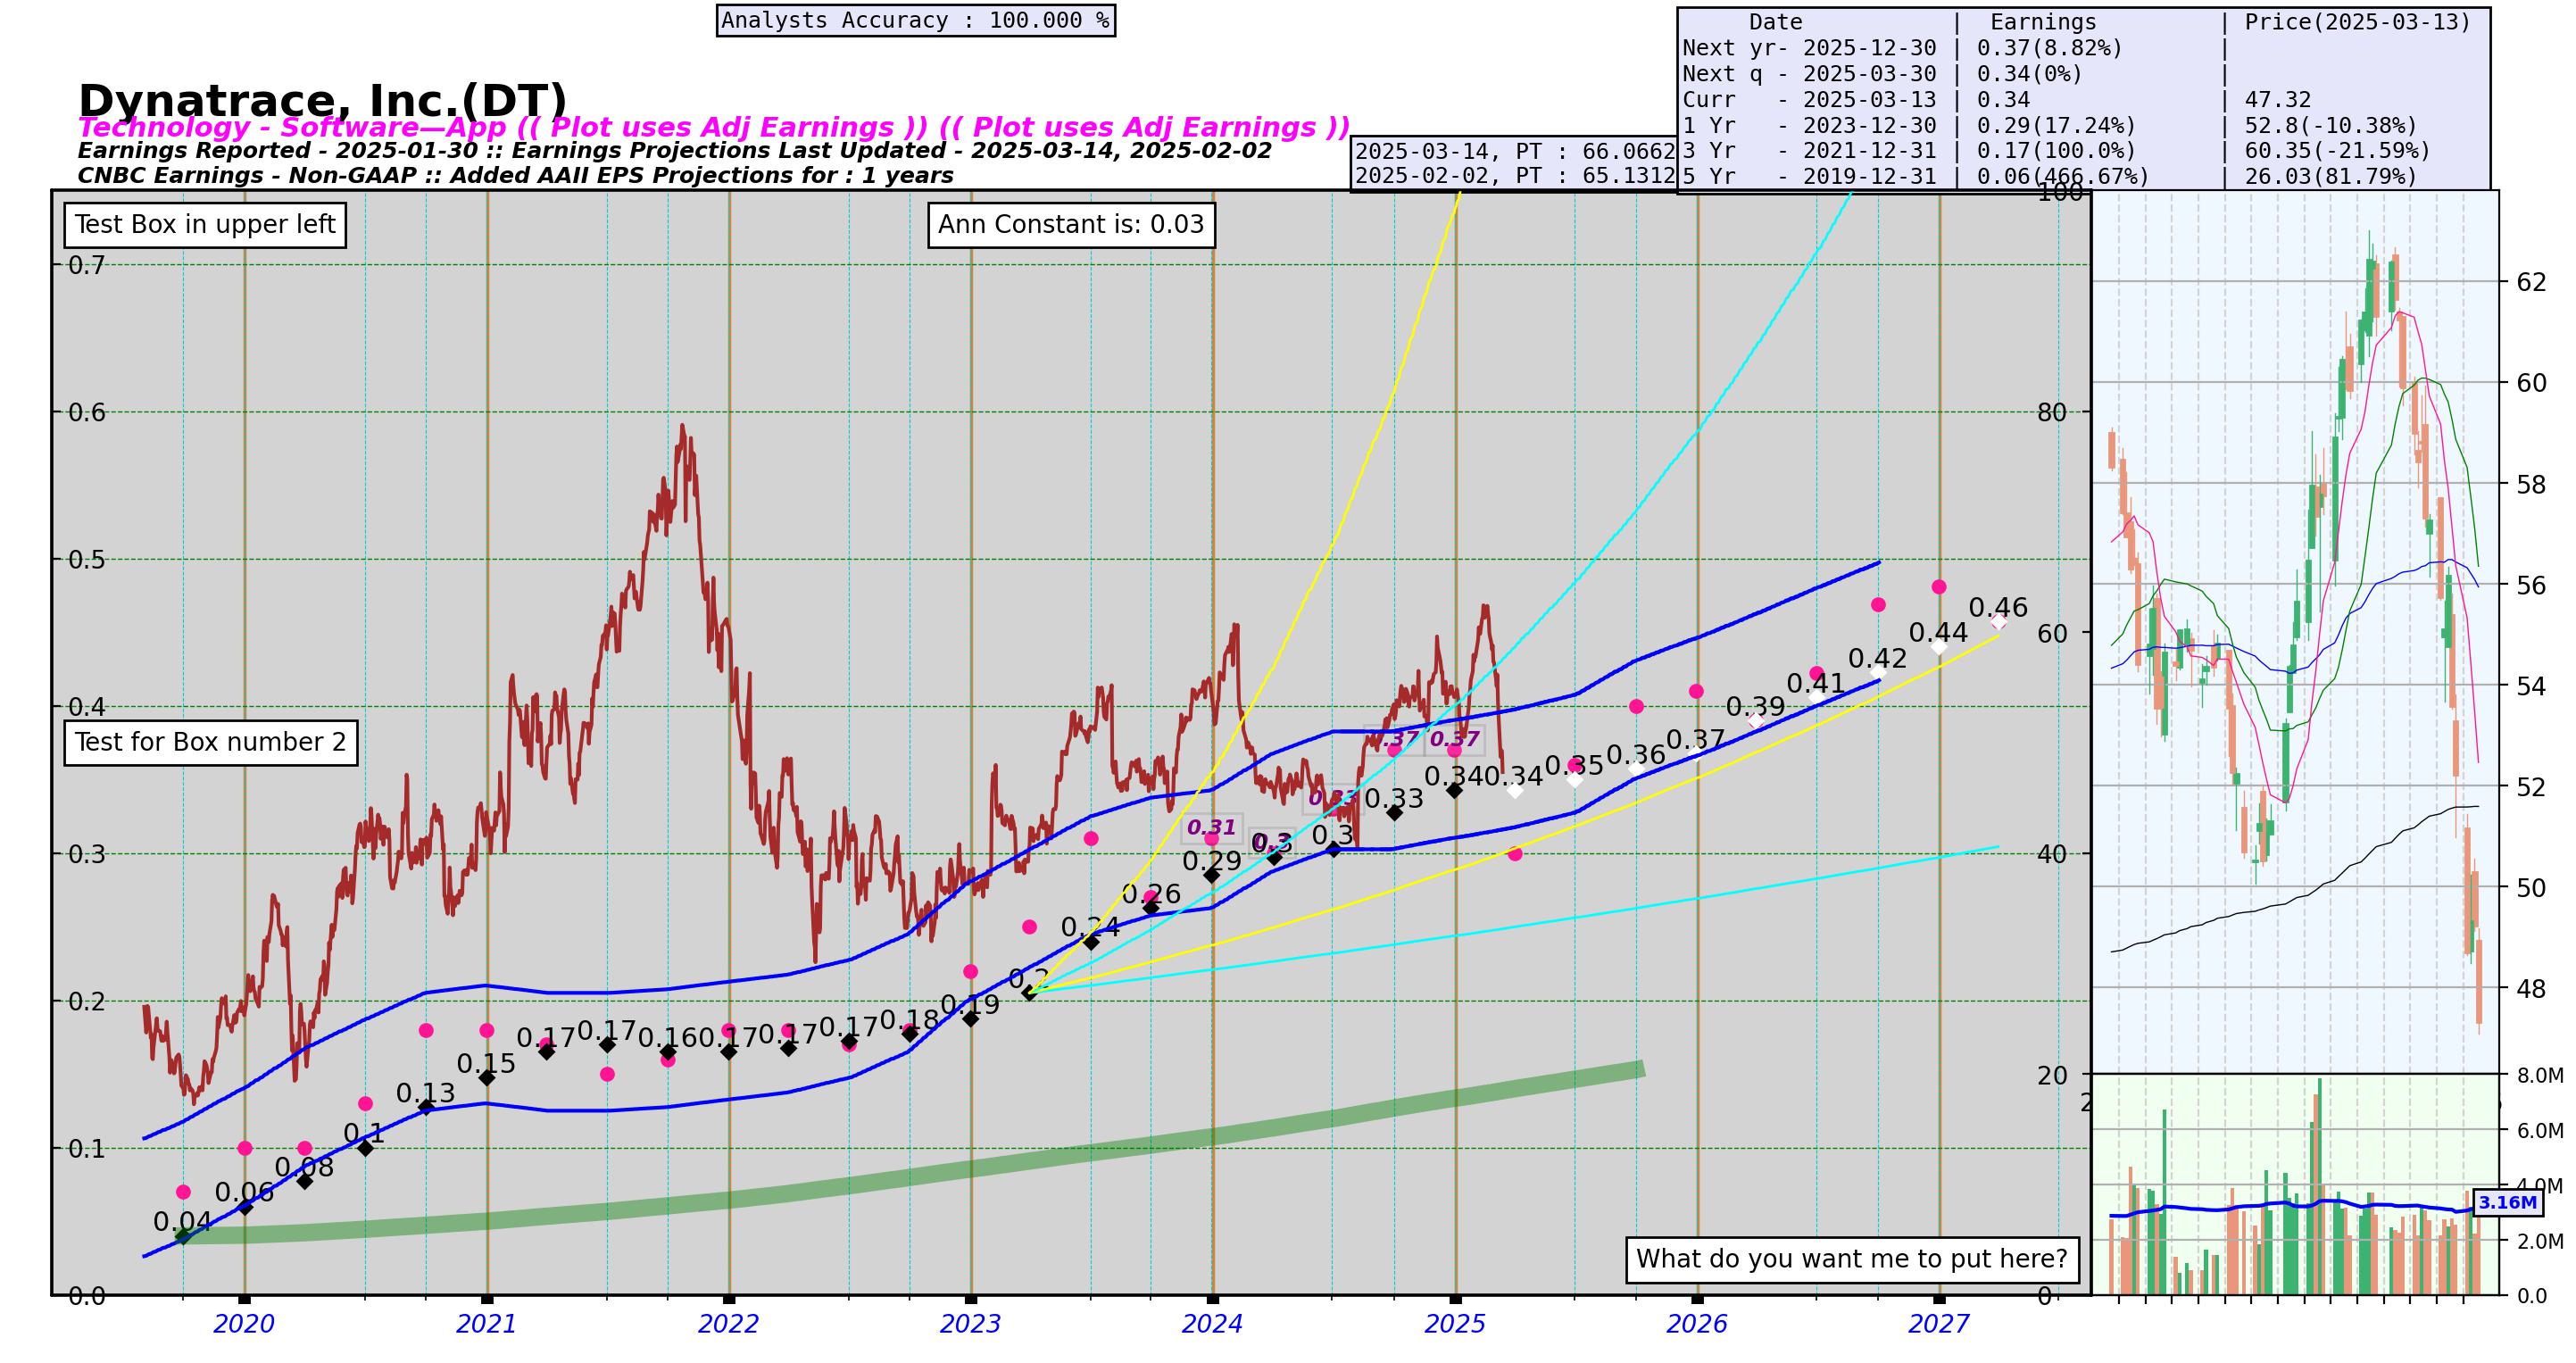 Analysts Accuracy : 100.000 %
Date | Earnings | Price(2025-03-13)
Next yr- 2025-12-30 | 0.37(8.82%) |
Next q - 2025-03-30 | 0.34(0%) |
Curr - 2025-03-13 | 0.34 | 47.32
1 Yr - 2023-12-30 | 0.29(17.24%) | 52.8(-10.38%)
3 Yr - 2021-12-31 | 0.17(100.0%) | 60.35(-21.59%)
5 Yr - 2019-12-31 | 0.06(466.67%) | 26.03(81.79%)
Dynatrace, Inc.(DT)
Technology - Software—App (( Plot uses Adj Earnings )) (( Plot uses Adj Earnings ))
Earnings Reported - 2025-01-30 :: Earnings Projections Last Updated - 2025-03-14, 2025-02-02
CNBC Earnings - Non-GAAP :: Added AAII EPS Projections for : 1 years
2025-03-14, PT : 66.0662
2025-02-02, PT : 65.1312
Test Box in upper left
Ann Constant is: 0.03
Test for Box number 2
What do you want me to put here?
0.7
0.6
0.5
0.4
0.3
0.2
0.1
0.0
100
80
60
40
20
0
0.04
0.06
0.08
0.1
0.13
0.15
0.17
0.17
0.16
0.17
0.17
0.17
0.18
0.19
0.2
0.24
0.26
0.29
0.3
0.3
0.33
0.34
0.34
0.35
0.36
0.37
0.39
0.41
0.42
0.44
0.46
0.31
0.3
0.33
0.37
62
60
58
56
54
52
50
48
8.0M
6.0M
4.0M
3.16M
2.0M
0.0
2020
2021
2022
2023
2024
2025
2026
2027